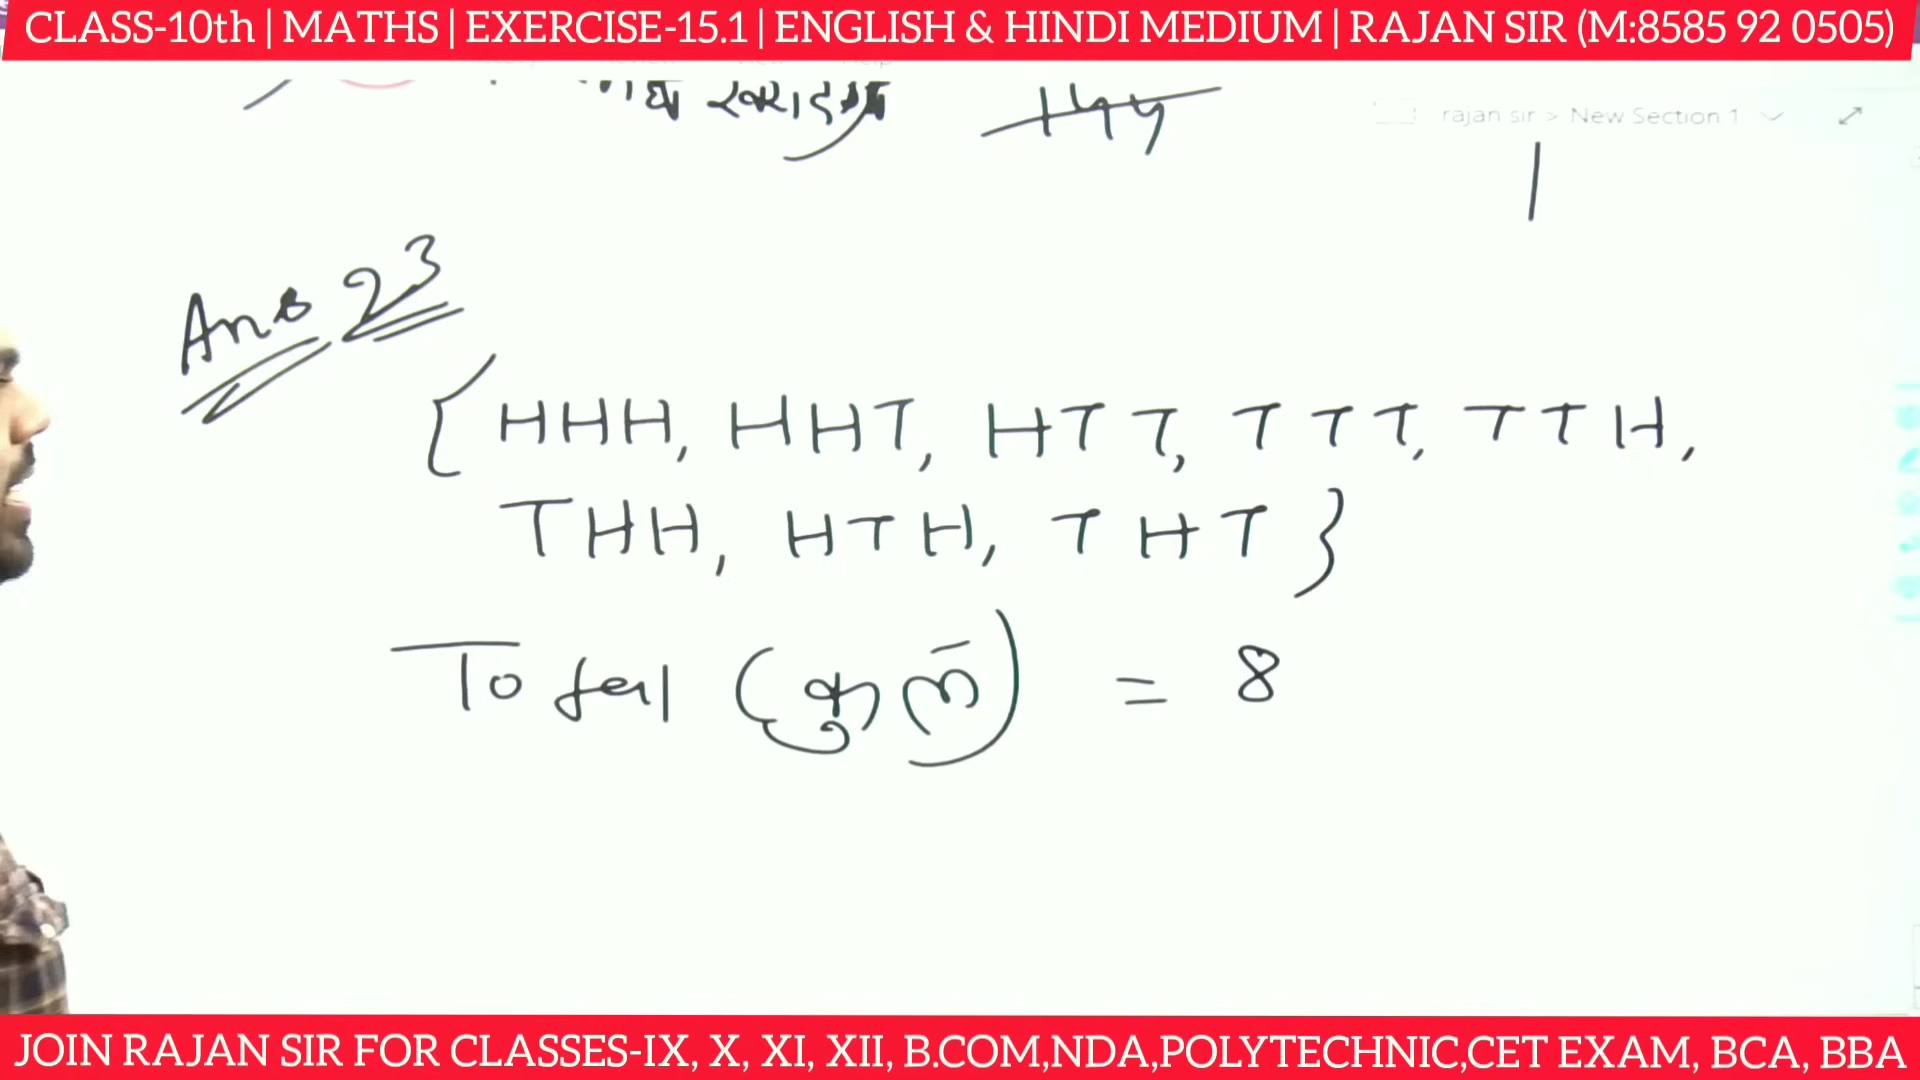 CLASS-10th | MATHS | EXERCISE-15.1 | ENGLISH & HINDI MEDIUM | RAJAN SIR (M:8585 92 0505)
rajan sir > New Section 1
Ans 23
{HHH, HHT, HTT, TTT, TTH,
THH, HTH, THT}
Total (कुल) = 8
JOIN RAJAN SIR FOR CLASSES-IX, X, XI, XII, B.COM,NDA,POLYTECHNIC,CET EXAM, BCA, BBA